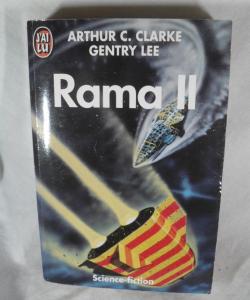 J'AI
LU
ARTHUR C. CLARKE
GENTRY LEE
Rama II
Science-fiction